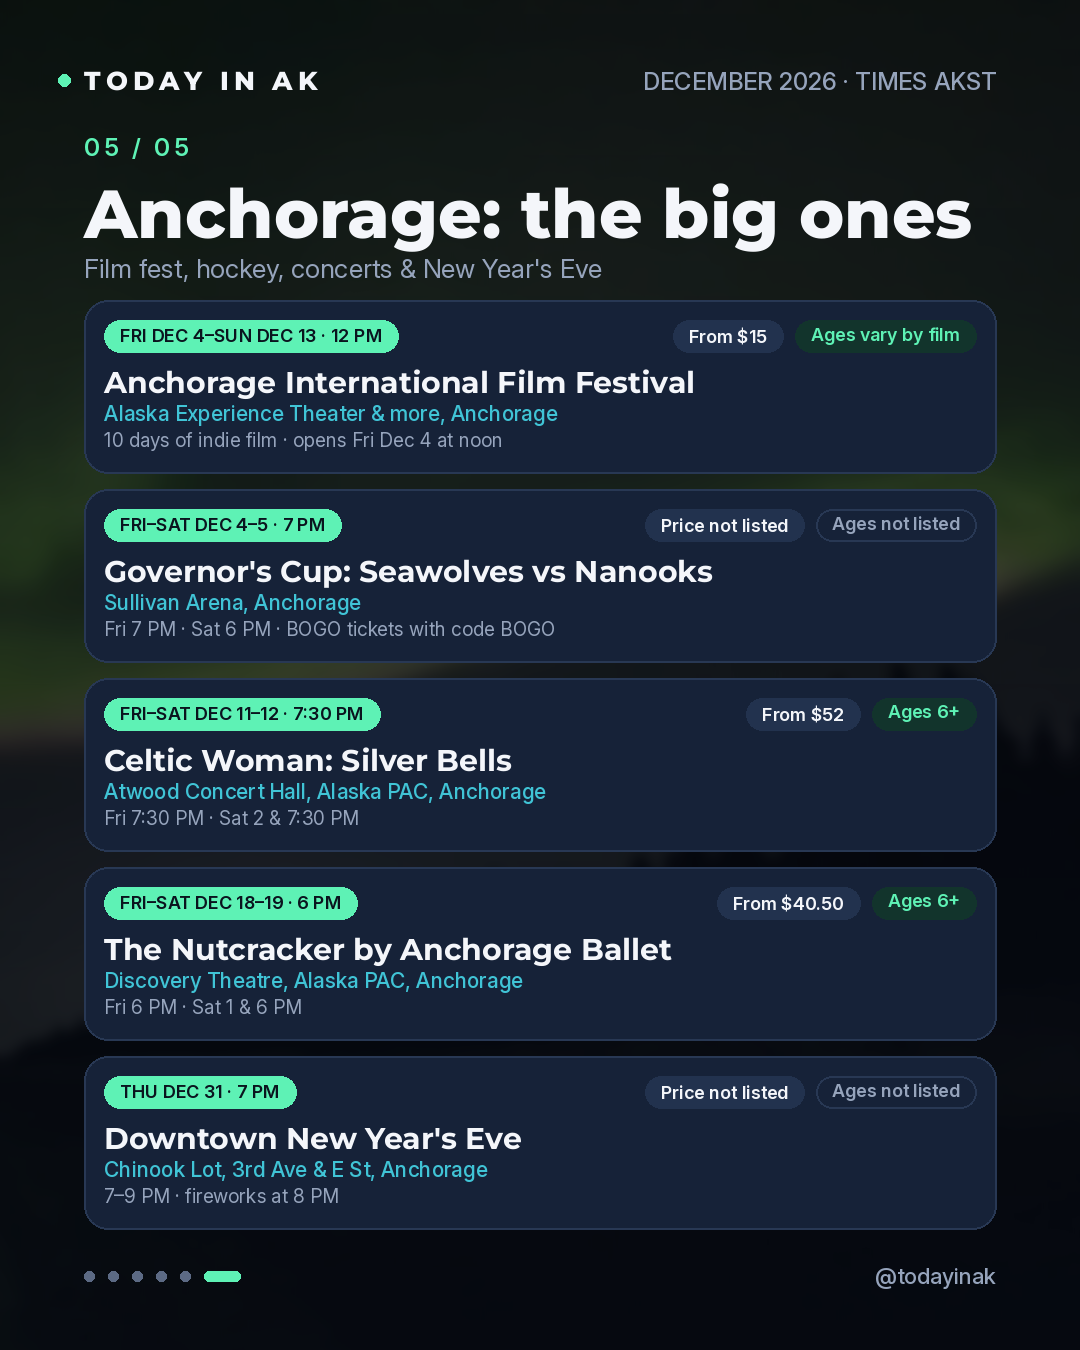 TODAY IN AK
DECEMBER 2026 · TIMES AKST
05 / 05
Anchorage: the big ones
Film fest, hockey, concerts & New Year's Eve
FRI DEC 4–SUN DEC 13 · 12 PM
From $15
Ages vary by film
Anchorage International Film Festival
Alaska Experience Theater & more, Anchorage
10 days of indie film · opens Fri Dec 4 at noon
FRI–SAT DEC 4–5 · 7 PM
Price not listed
Ages not listed
Governor's Cup: Seawolves vs Nanooks
Sullivan Arena, Anchorage
Fri 7 PM · Sat 6 PM · BOGO tickets with code BOGO
FRI–SAT DEC 11–12 · 7:30 PM
From $52
Ages 6+
Celtic Woman: Silver Bells
Atwood Concert Hall, Alaska PAC, Anchorage
Fri 7:30 PM · Sat 2 & 7:30 PM
FRI–SAT DEC 18–19 · 6 PM
From $40.50
Ages 6+
The Nutcracker by Anchorage Ballet
Discovery Theatre, Alaska PAC, Anchorage
Fri 6 PM · Sat 1 & 6 PM
THU DEC 31 · 7 PM
Price not listed
Ages not listed
Downtown New Year's Eve
Chinook Lot, 3rd Ave & E St, Anchorage
7–9 PM · fireworks at 8 PM
@todayinak